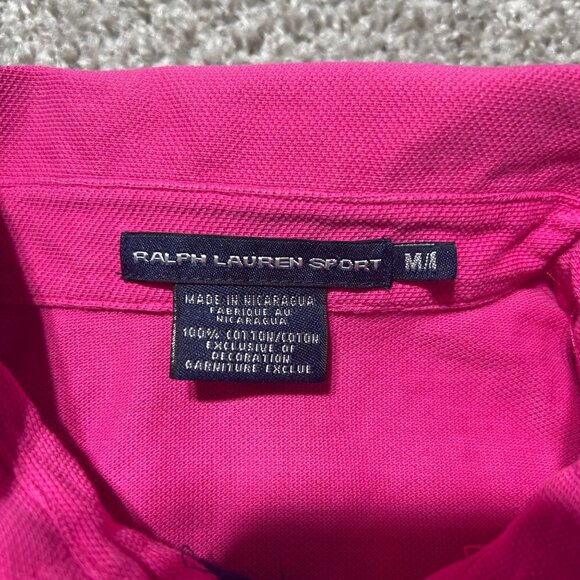 RALPH LAUREN SPORT M/M
MADE IN NICARAGUA
FABRIQUE AU
NICARAGUA
100% COTTON/COTON
EXCLUSIVE OF
DECORATION
GARNITURE EXCLUE